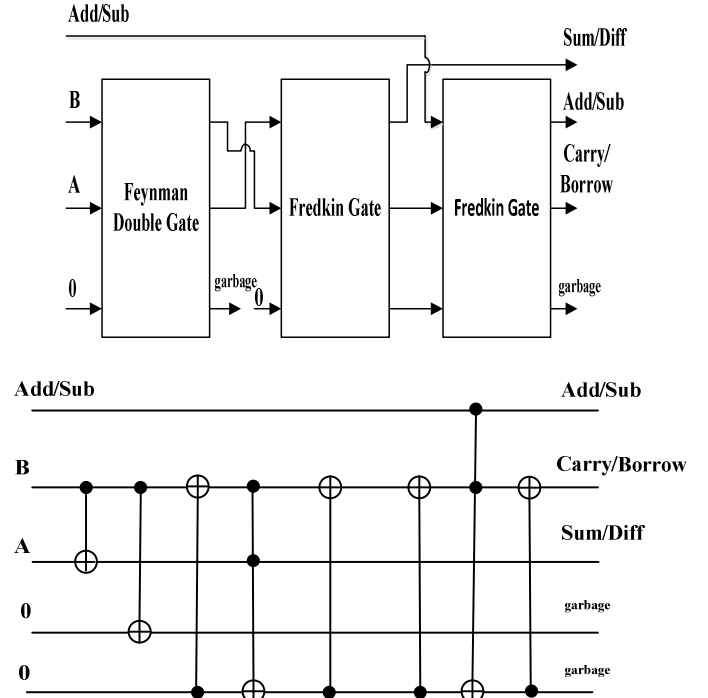 Add/Sub
Sum/Diff
B
Add/Sub
Carry/
Borrow
A
Feynman
Double Gate
Fredkin Gate
Fredkin Gate
0
garbage
0
garbage
Add/Sub
Add/Sub
B
Carry/Borrow
A
Sum/Diff
0
garbage
0
garbage